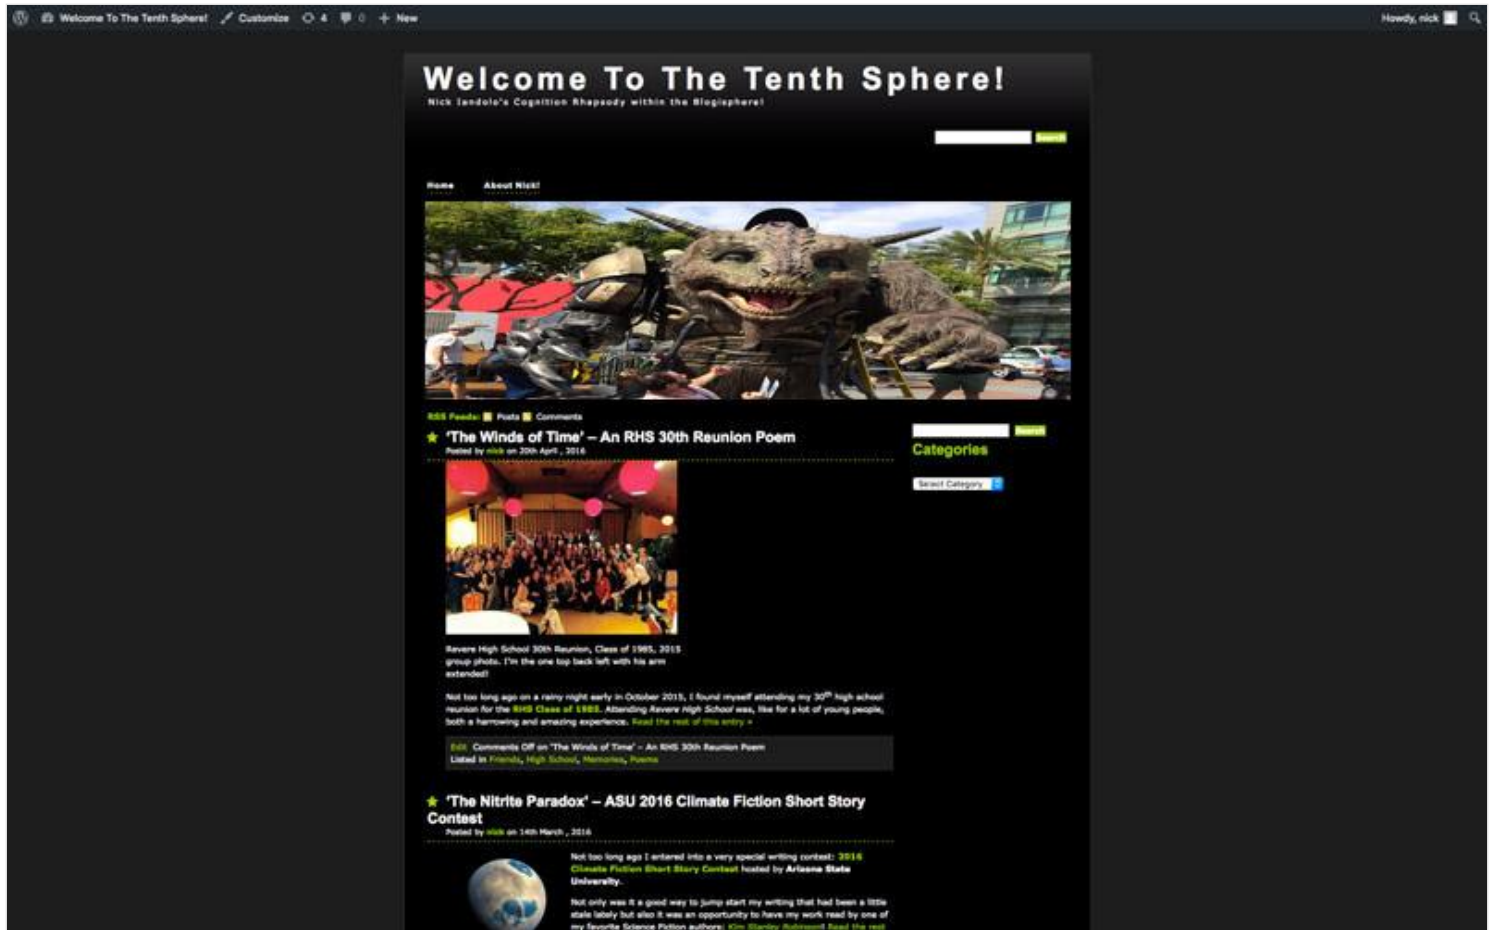 Welcome To The Tenth Sphere! Customize 4 0 + New Howdy, nick
Welcome To The Tenth Sphere!
Nick Iandolo's Cognition Rhapsody within the Blogisphere!
Search
Home About Nick!
RSS Feeds: Posts Comments
Search
'The Winds of Time' – An RHS 30th Reunion Poem
Posted by nick on 20th April , 2016
Categories
Select Category
Revere High School 30th Reunion, Class of 1985, 2015
group photo. I'm the one top back left with his arm
extended!
Not too long ago on a rainy night early in October 2015, I found myself attending my 30th high school
reunion for the RHS Class of 1985. Attending Revere High School was, like for a lot of young people,
both a harrowing and amazing experience. Read the rest of this entry »
Edit Comments Off on 'The Winds of Time' – An RHS 30th Reunion Poem
Listed in Friends, High School, Memories, Poems
'The Nitrite Paradox' – ASU 2016 Climate Fiction Short Story
Contest
Posted by nick on 14th March , 2016
Not too long ago I entered into a very special writing contest: 2016
Climate Fiction Short Story Contest hosted by Arizona State
University.
Not only was it a good way to jump start my writing that had been a little
stale lately but also it was an opportunity to have my work read by one of
my favorite Science Fiction authors: Kim Stanley Robinson! Read the rest